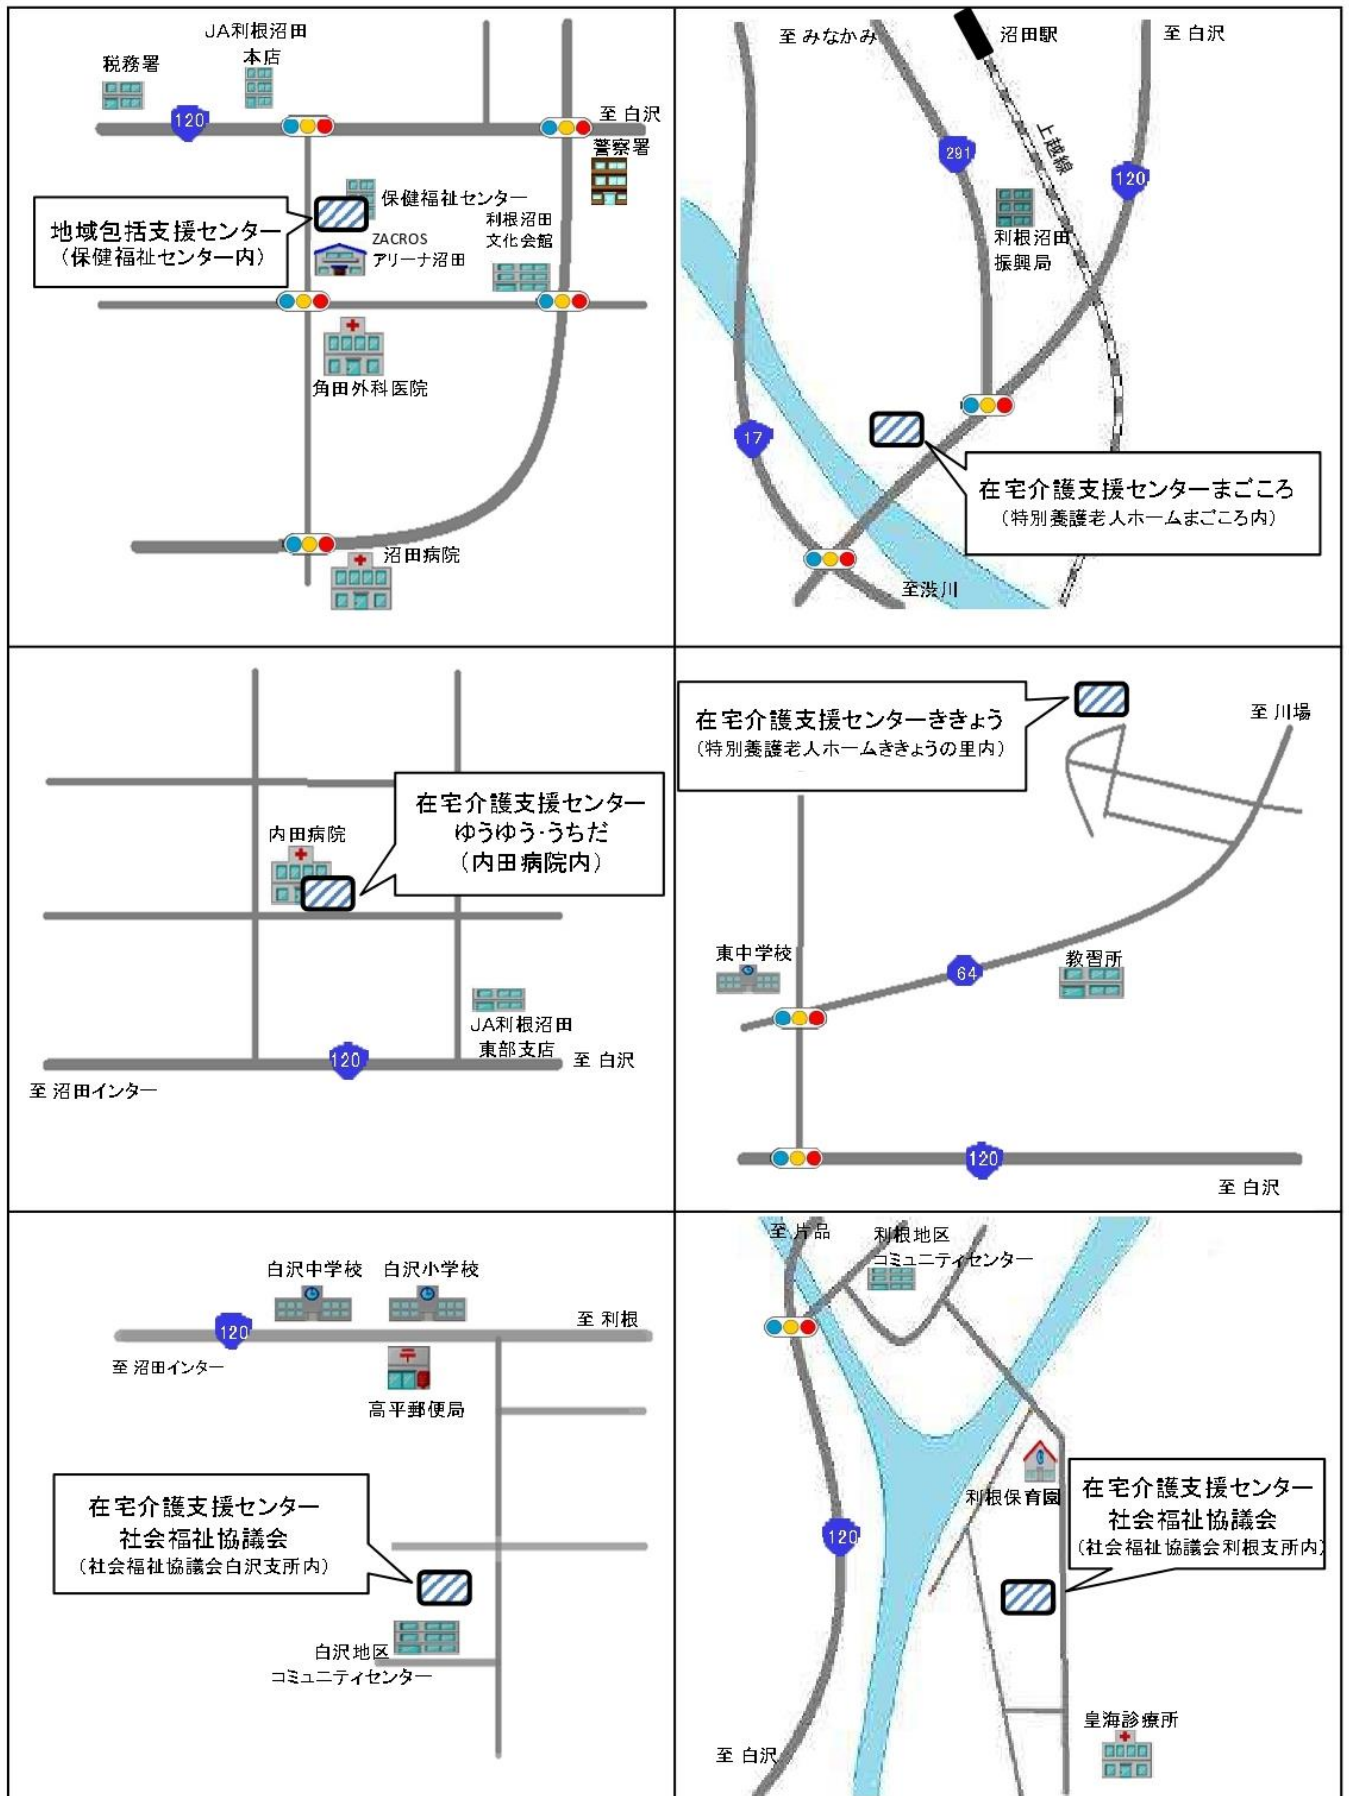 JA利根沼田
本店
税務署
120
至 白沢
警察署
保健福祉センター
地域包括支援センター
（保健福祉センター内）
利根沼田
文化会館
ZACROS
アリーナ沼田
角田外科医院
沼田病院
至 みなかみ
沼田駅
至 白沢
上越線
291
120
利根沼田
振興局
17
在宅介護支援センターまごころ
（特別養護老人ホームまごころ内）
至渋川
在宅介護支援センター
ゆうゆう・うちだ
（内田病院内）
内田病院
JA利根沼田
東部支店
120
至 白沢
至 沼田インター
在宅介護支援センターききょう
（特別養護老人ホームききょうの里内）
至 川場
東中学校
64
教習所
120
至 白沢
白沢中学校
白沢小学校
120
至 利根
至 沼田インター
高平郵便局
在宅介護支援センター
社会福祉協議会
（社会福祉協議会白沢支所内）
白沢地区
コミュニティセンター
至 片品
利根地区
コミュニティセンター
利根保育園
在宅介護支援センター
社会福祉協議会
（社会福祉協議会利根支所内）
120
皇海診療所
至 白沢